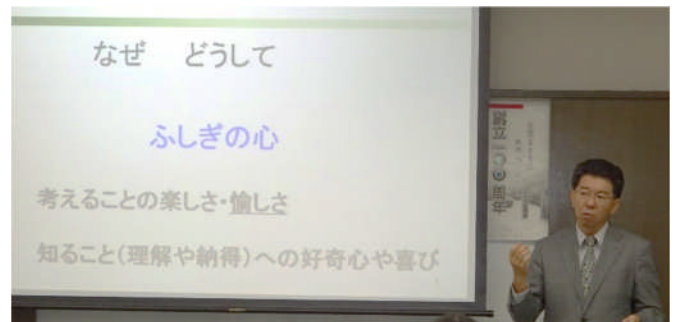 なぜ　どうして
ふしぎの心
考えることの楽しさ・愉しさ
知ること(理解や納得)への好奇心や喜び